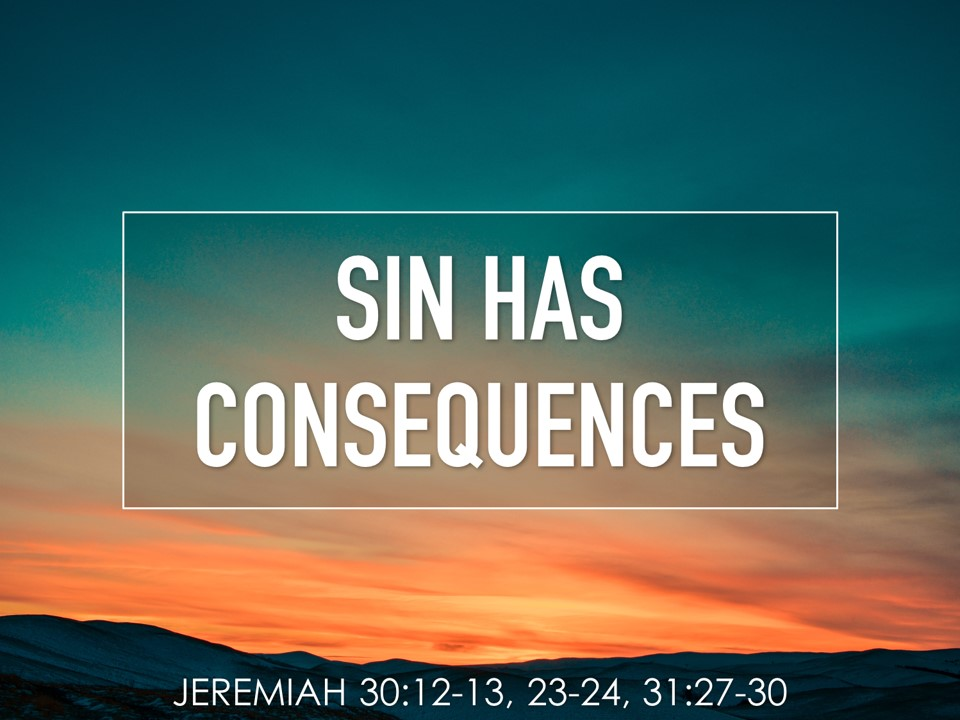 SIN HAS
CONSEQUENCES
JEREMIAH 30:12-13, 23-24, 31:27-30